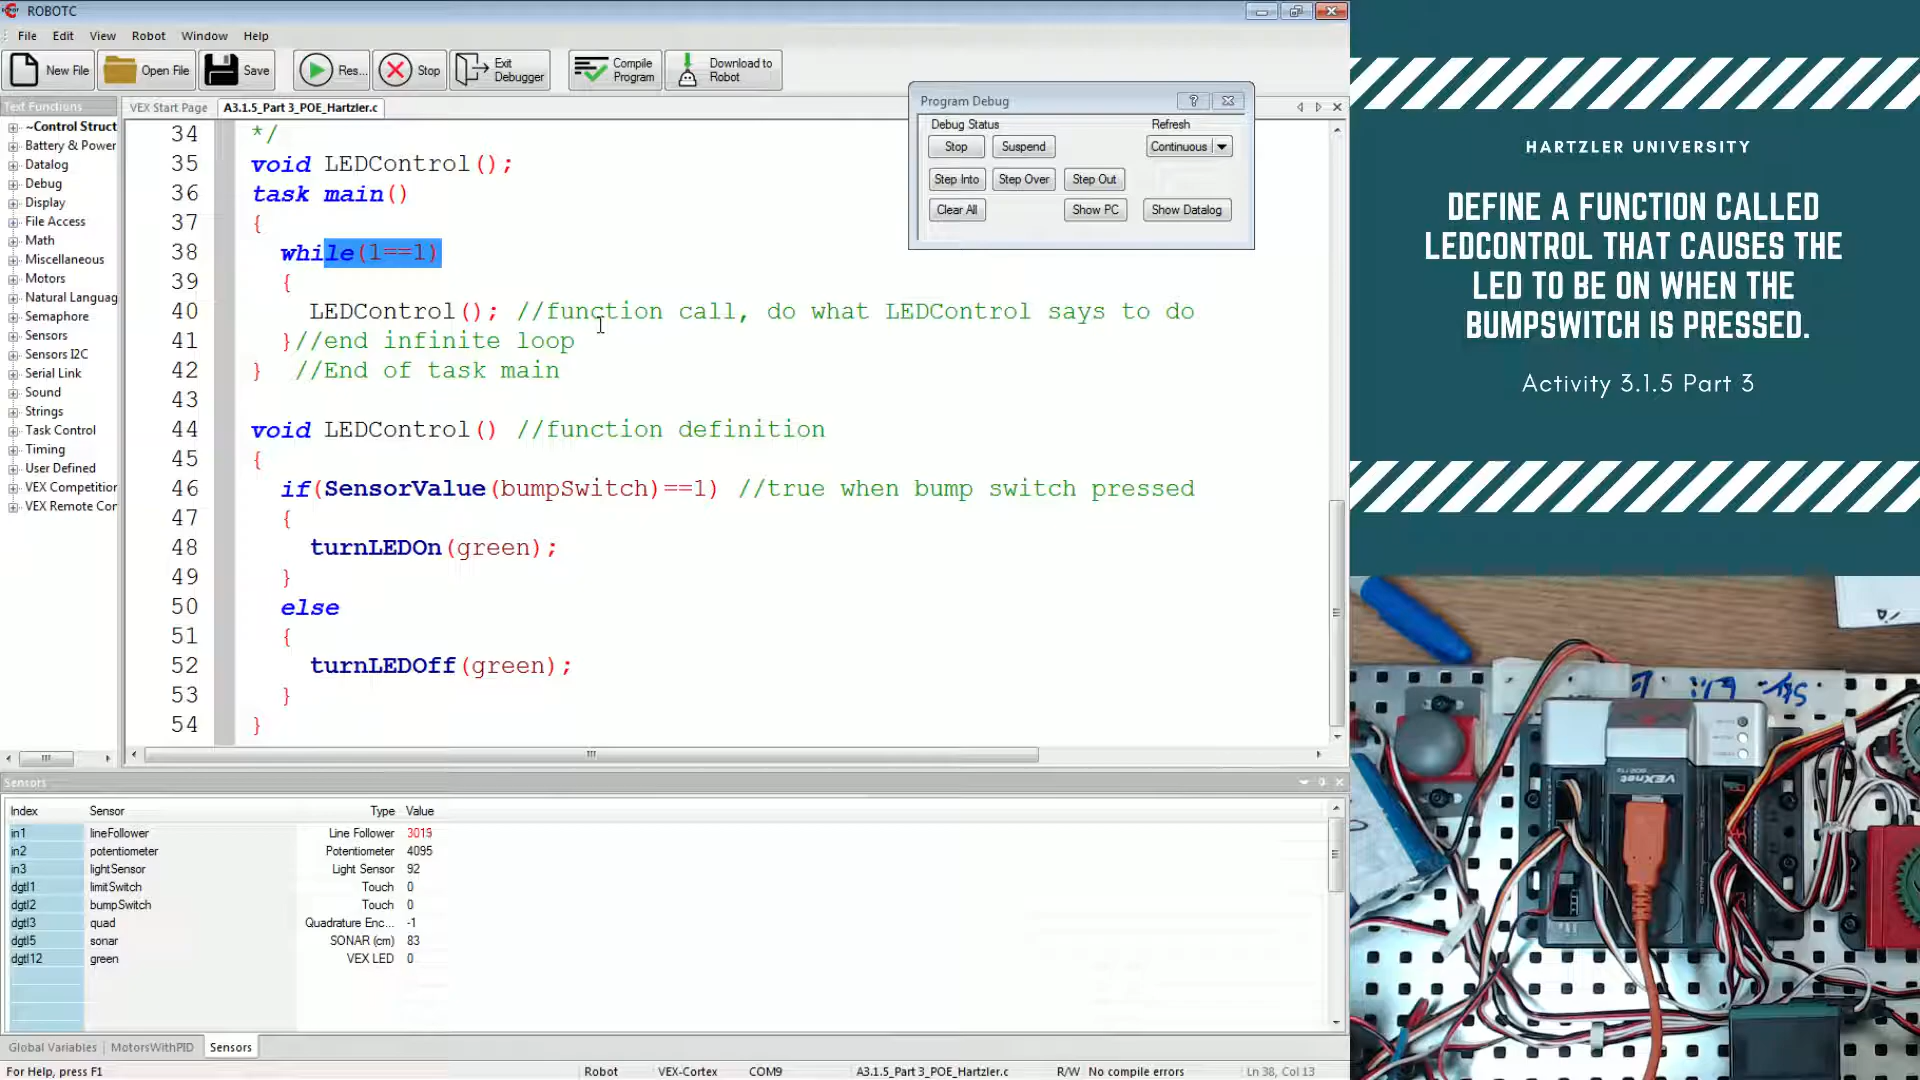 ROBOTC
File Edit View Robot Window Help
New File Open File Save Res... Stop Exit Debugger Compile Program Download to Robot
Text Functions
~Control Struct
Battery & Power
Datalog
Debug
Display
File Access
Math
Miscellaneous
Motors
Natural Languag
Semaphore
Sensors
Sensors I2C
Serial Link
Sound
Strings
Task Control
Timing
User Defined
VEX Competition
VEX Remote Cor
VEX Start Page A3.1.5_Part 3_POE_Hartzler.c
34 */
35 void LEDControl ();
36 task main()
37 {
38 while(1==1)
39 {
40 LEDControl (); //function call, do what LEDControl says to do
41 }//end infinite loop
42 } //End of task main
43
44 void LEDControl() //function definition
45 {
46 if(SensorValue(bumpSwitch)==1) //true when bump switch pressed
47 {
48 turnLEDOn(green);
49 }
50 else
51 {
52 turnLEDOff(green);
53 }
54 }
Program Debug
Debug Status Refresh
Stop Suspend Continuous
Step Into Step Over Step Out
Clear All Show PC Show Datalog
Sensors
Index Sensor Type Value
in1 lineFollower Line Follower 3019
in2 potentiometer Potentiometer 4095
in3 lightSensor Light Sensor 92
dgtl1 limitSwitch Touch 0
dgtl2 bumpSwitch Touch 0
dgtl3 quad Quadrature Enc... -1
dgtl5 sonar SONAR (cm) 83
dgtl12 green VEX LED 0
Global Variables MotorsWithPID Sensors
For Help, press F1 Robot VEX-Cortex COM9 A3.1.5_Part 3_POE_Hartzler.c R/W No compile errors Ln 38, Col 13
HARTZLER UNIVERSITY
DEFINE A FUNCTION CALLED
LEDCONTROL THAT CAUSES THE
LED TO BE ON WHEN THE
BUMPSWITCH IS PRESSED.
Activity 3.1.5 Part 3
VEXnet